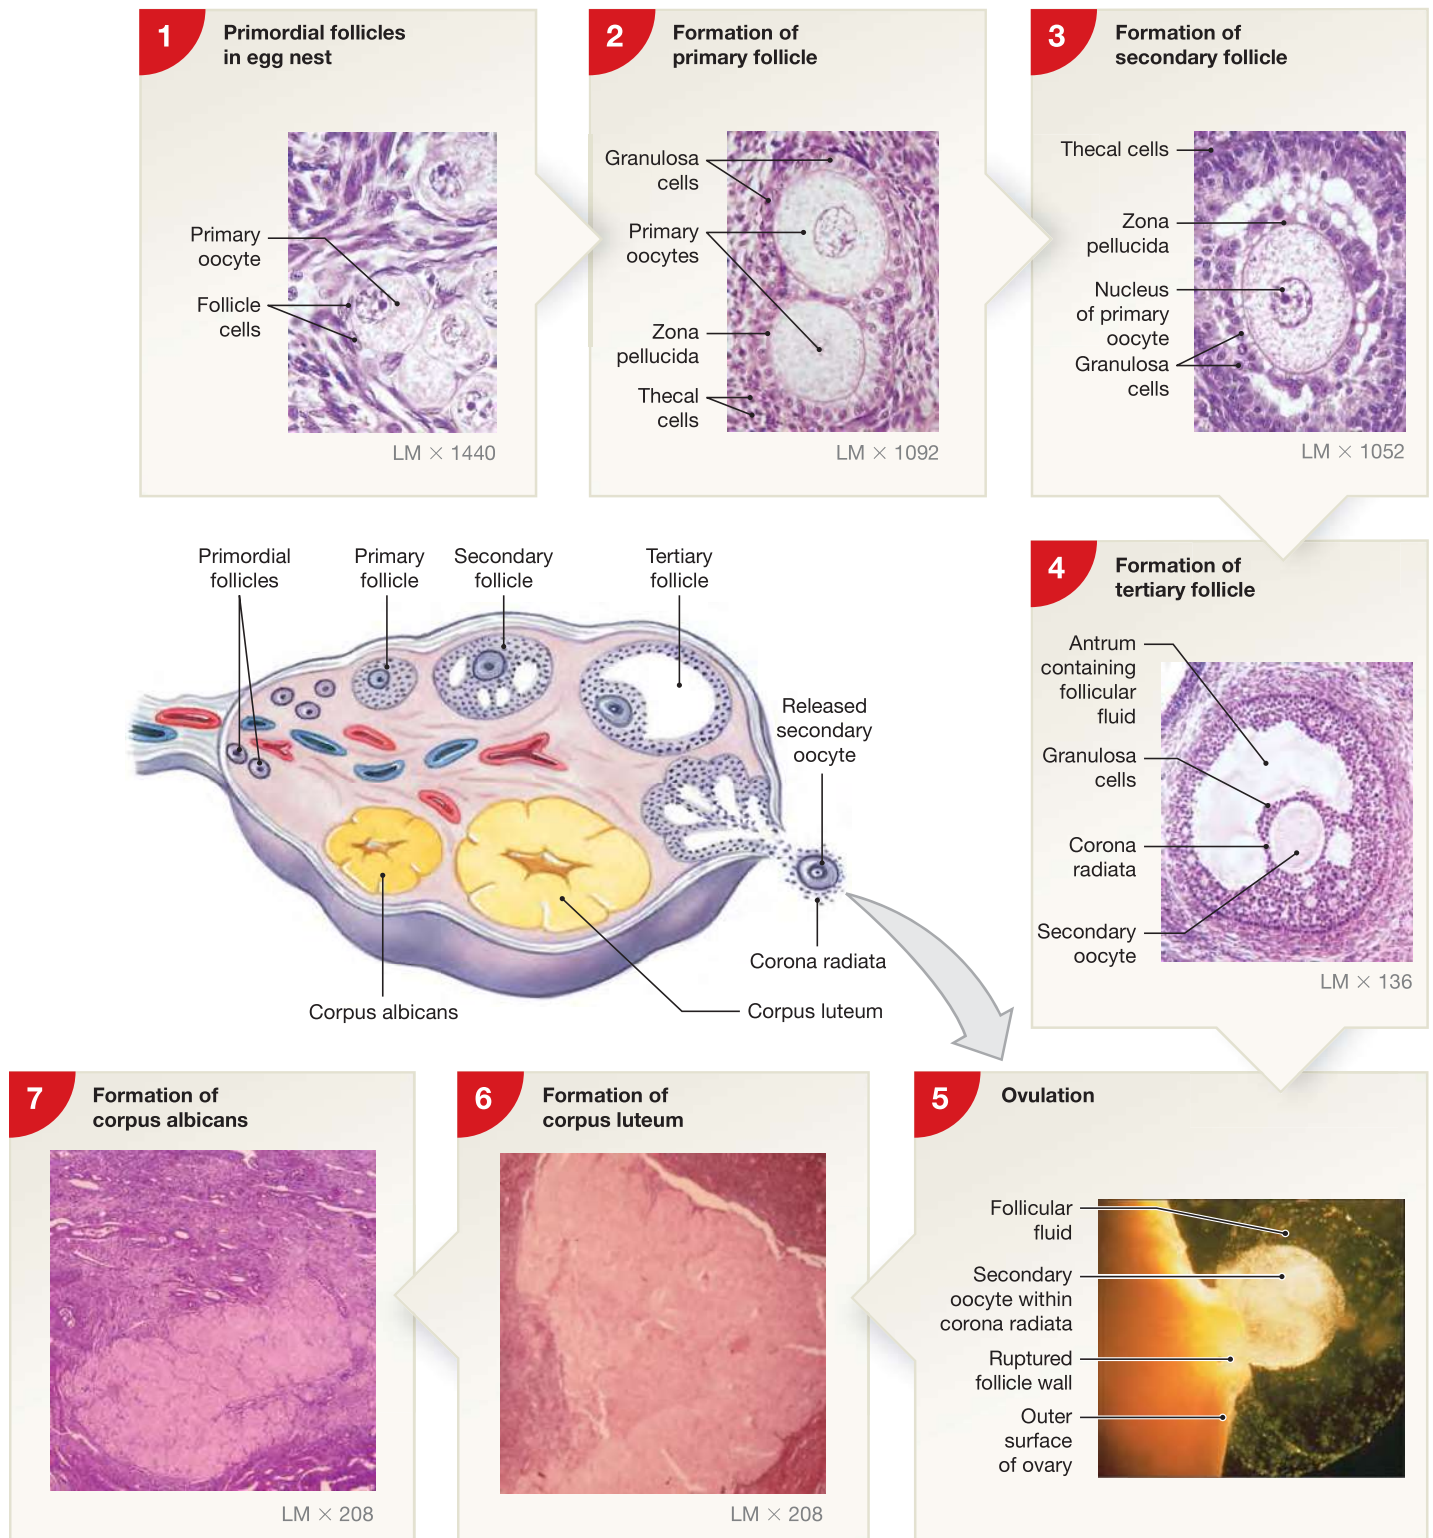 1
Primordial follicles
in egg nest
Primary
oocyte
Follicle
cells
LM × 1440
2
Formation of
primary follicle
Granulosa
cells
Primary
oocytes
Zona
pellucida
Thecal
cells
LM × 1092
3
Formation of
secondary follicle
Thecal cells
Zona
pellucida
Nucleus
of primary
oocyte
Granulosa
cells
LM × 1052
Primordial
follicles
Primary
follicle
Secondary
follicle
Tertiary
follicle
Released
secondary
oocyte
Corona radiata
Corpus luteum
Corpus albicans
4
Formation of
tertiary follicle
Antrum
containing
follicular
fluid
Granulosa
cells
Corona
radiata
Secondary
oocyte
LM × 136
5
Ovulation
Follicular
fluid
Secondary
oocyte within
corona radiata
Ruptured
follicle wall
Outer
surface
of ovary
6
Formation of
corpus luteum
LM × 208
7
Formation of
corpus albicans
LM × 208